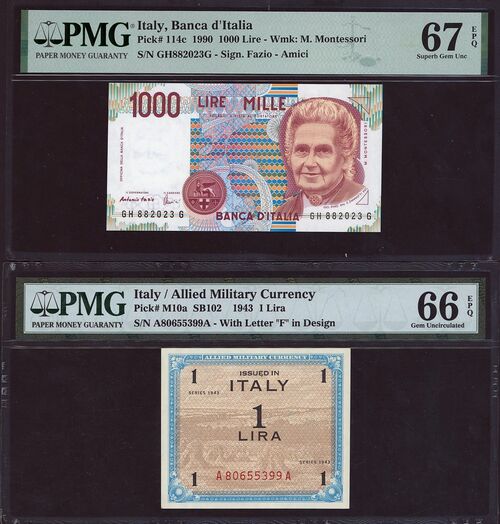 PMG
PAPER MONEY GUARANTY
Italy, Banca d'Italia
Pick# 114c 1990 1000 Lire - Wmk: M. Montessori
S/N GH882023G - Sign. Fazio - Amici
67 EPQ
Superb Gem Unc
1000 LIRE MILLE
M. MONTESSORI
GH 882023 G
BANCA D'ITALIA
GH 882023 G
PMG
PAPER MONEY GUARANTY
Italy / Allied Military Currency
Pick# M10a SB102 1943 1 Lira
S/N A80655399A - With Letter "F" in Design
66 EPQ
Gem Uncirculated
ALLIED MILITARY CURRENCY
1 ISSUED IN 1
ITALY
SERIES 1943
1
LIRA
SERIES 1943
1 A 80655399 A 1